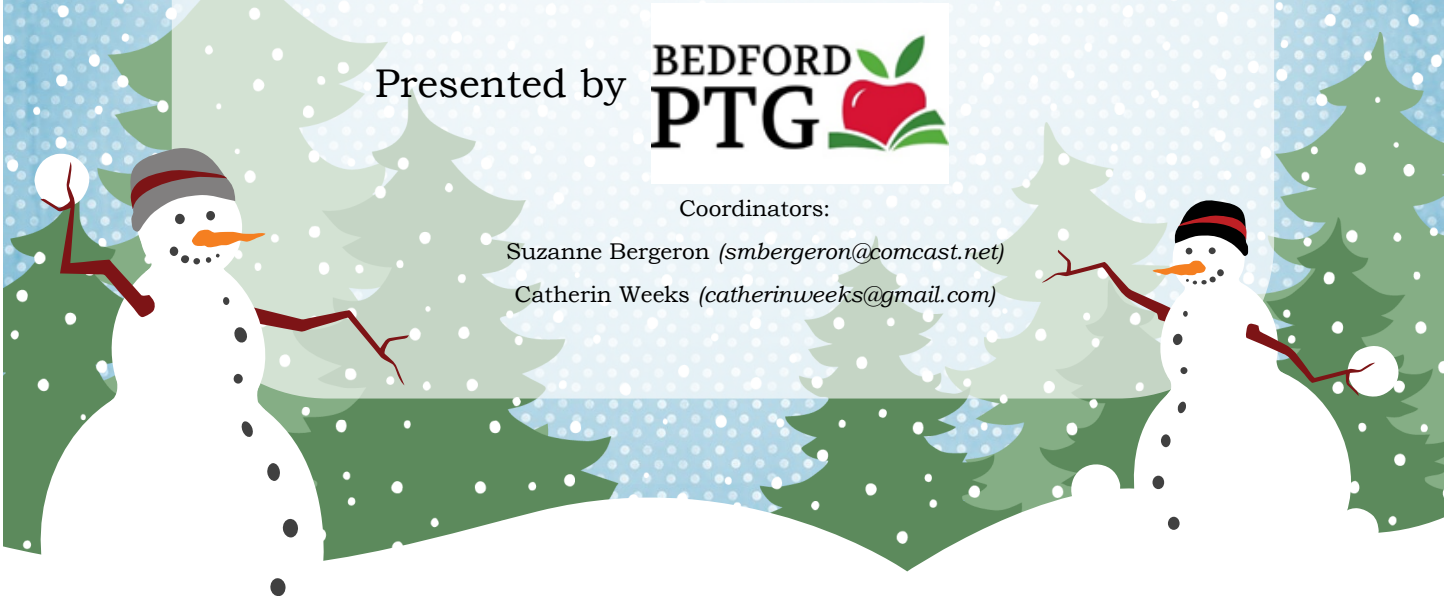 Presented by
BEDFORD
PTG
Coordinators:
Suzanne Bergeron (smbergeron@comcast.net)
Catherin Weeks (catherinweeks@gmail.com)